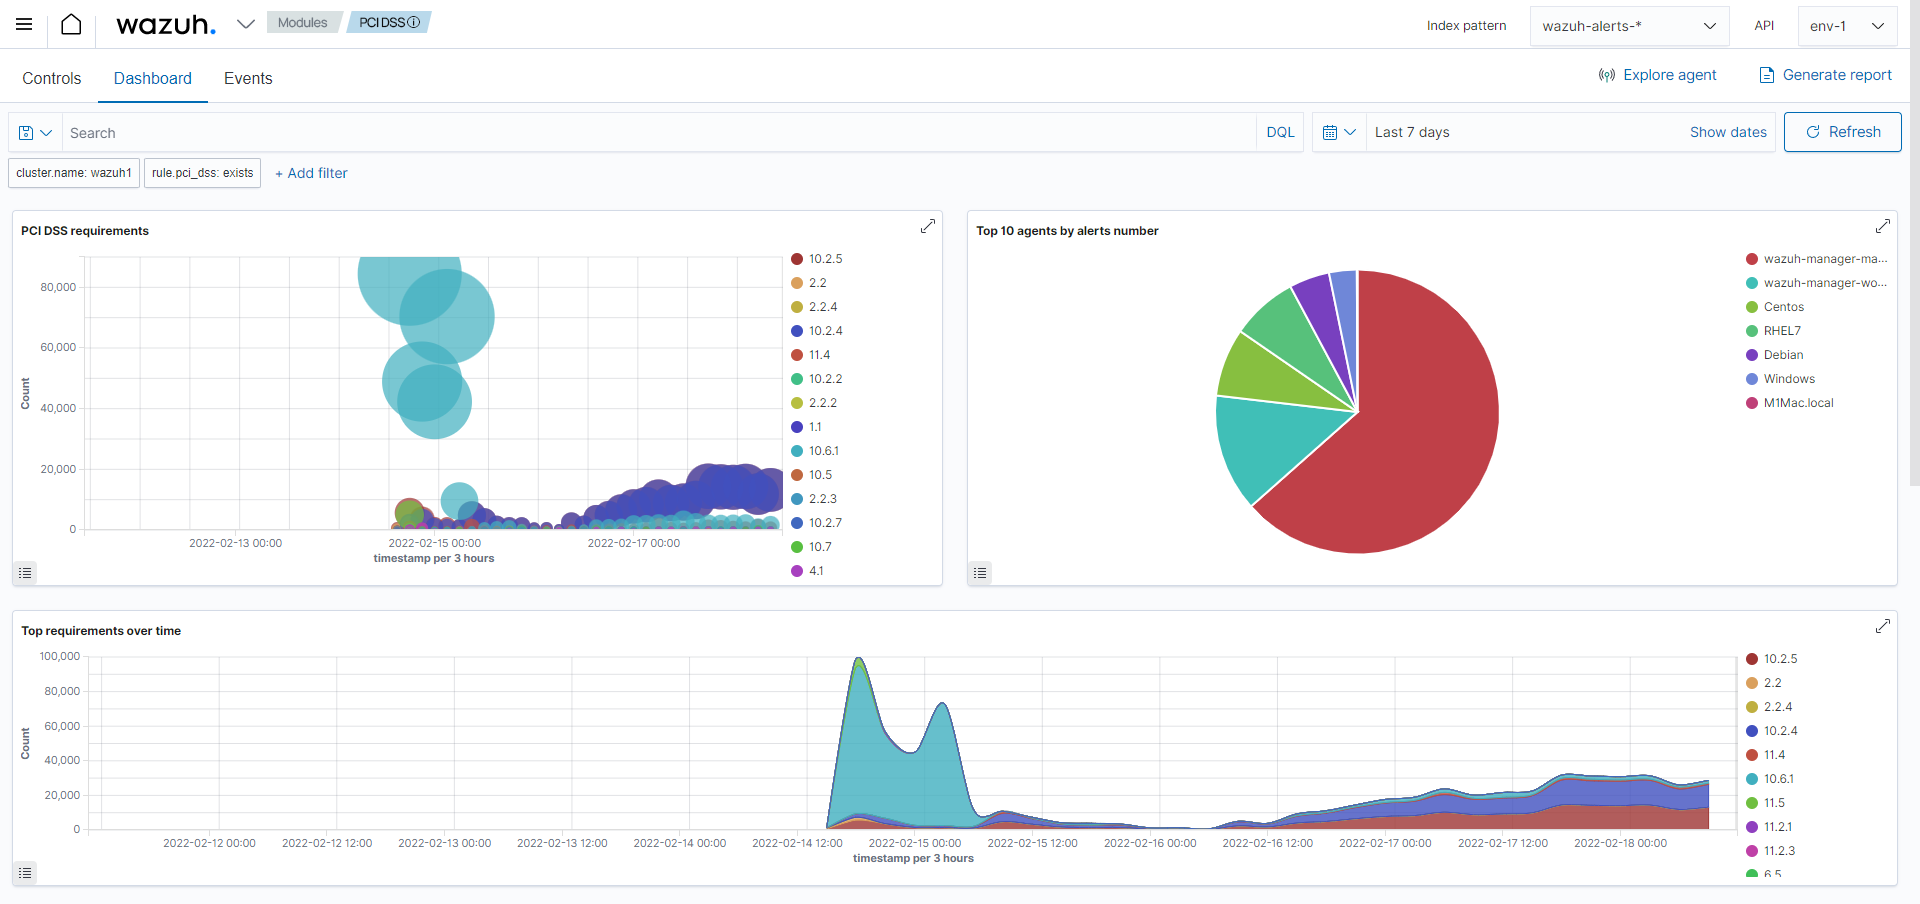 wazuh.
Modules
PCI DSS
Index pattern
wazuh-alerts-*
API
env-1
Controls
Dashboard
Events
Explore agent
Generate report
Search
DQL
Last 7 days
Show dates
Refresh
cluster.name: wazuh1
rule.pci_dss: exists
+ Add filter
PCI DSS requirements
80,000
60,000
40,000
20,000
0
Count
2022-02-13 00:00
2022-02-15 00:00
2022-02-17 00:00
timestamp per 3 hours
10.2.5
2.2
2.2.4
10.2.4
11.4
10.2.2
2.2.2
1.1
10.6.1
10.5
2.2.3
10.2.7
10.7
4.1
Top 10 agents by alerts number
wazuh-manager-ma...
wazuh-manager-wo...
Centos
RHEL7
Debian
Windows
M1Mac.local
Top requirements over time
100,000
80,000
60,000
40,000
20,000
0
Count
2022-02-12 00:00
2022-02-12 12:00
2022-02-13 00:00
2022-02-13 12:00
2022-02-14 00:00
2022-02-14 12:00
2022-02-15 00:00
2022-02-15 12:00
2022-02-16 00:00
2022-02-16 12:00
2022-02-17 00:00
2022-02-17 12:00
2022-02-18 00:00
timestamp per 3 hours
10.2.5
2.2
2.2.4
10.2.4
11.4
10.6.1
11.5
11.2.1
11.2.3
6.5